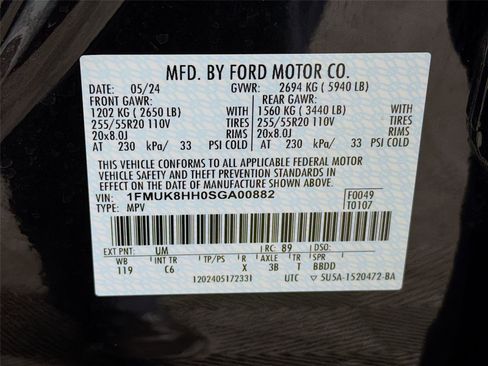 MFD. BY FORD MOTOR CO.
DATE: 05/24 GVWR: 2694 KG ( 5940 LB)
FRONT GAWR: REAR GAWR:
1202 KG ( 2650 LB) WITH 1560 KG ( 3440 LB) WITH
255/55R20 110V TIRES 255/55R20 110V TIRES
20x8.0J RIMS 20x8.0J RIMS
AT 230 kPa/ 33 PSI COLD AT 230 kPa/ 33 PSI COLD
THIS VEHICLE CONFORMS TO ALL APPLICABLE FEDERAL MOTOR
VEHICLE SAFETY AND THEFT PREVENTION STANDARDS IN
EFFECT ON THE DATE OF MANUFACTURE SHOWN ABOVE.
VIN: 1FMUK8HH0SGA00882 F0049
TYPE: MPV T0107
EXT PNT: UM RC: 89 DSO:
WB INT TR TP/PS R AXLE TR SPR
119 C6 X 3B T BBDD
1202405172331 UTC ▽ SU5A-1520472-BA